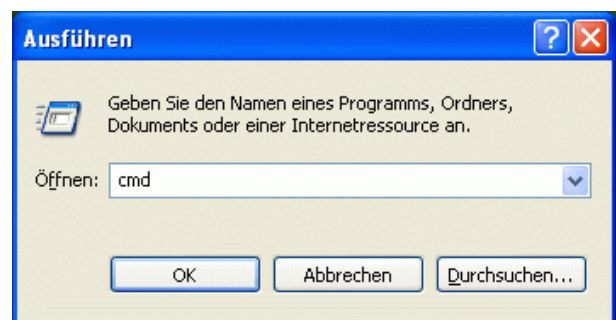 Ausführen
Geben Sie den Namen eines Programms, Ordners,
Dokuments oder einer Internetressource an.
Öffnen: cmd
OK Abbrechen Durchsuchen...